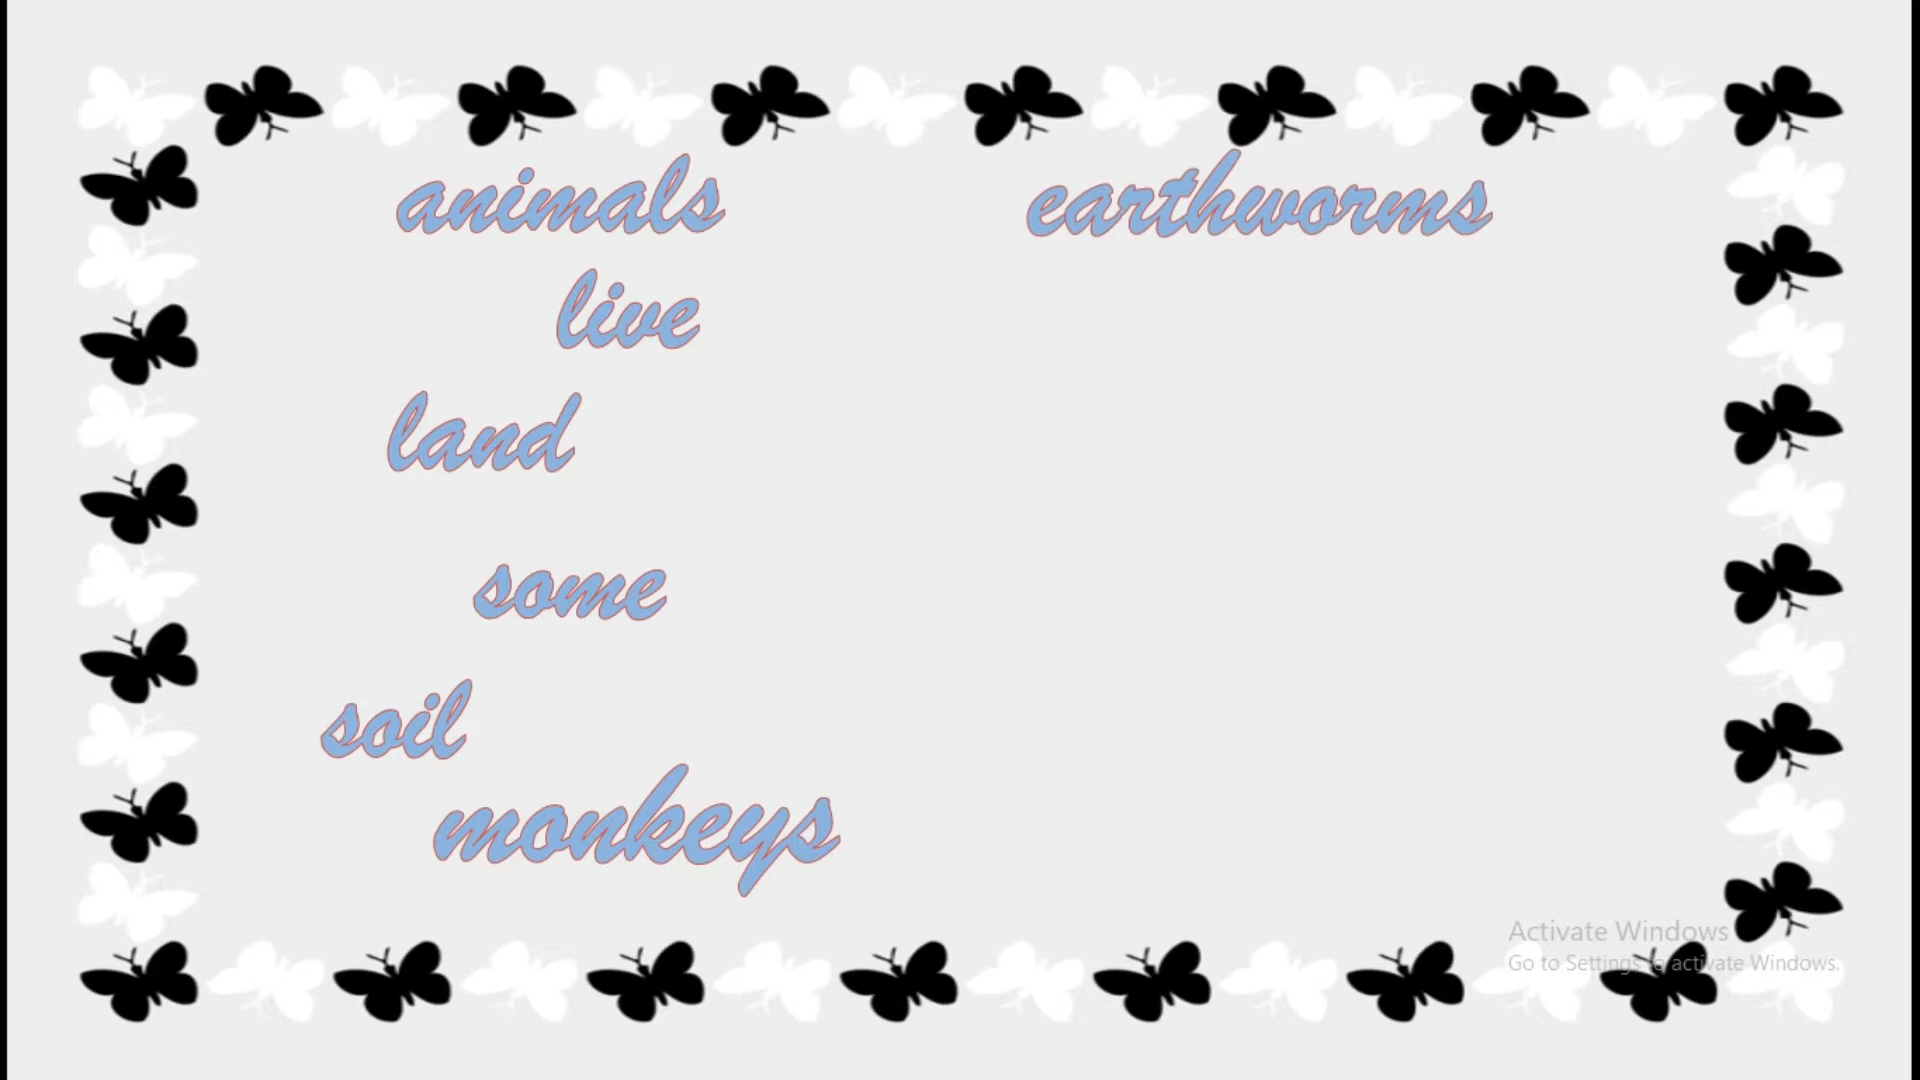 animals earthworms
live
land
some
soil
monkeys
Activate Windows
Go to Settings to activate Windows.